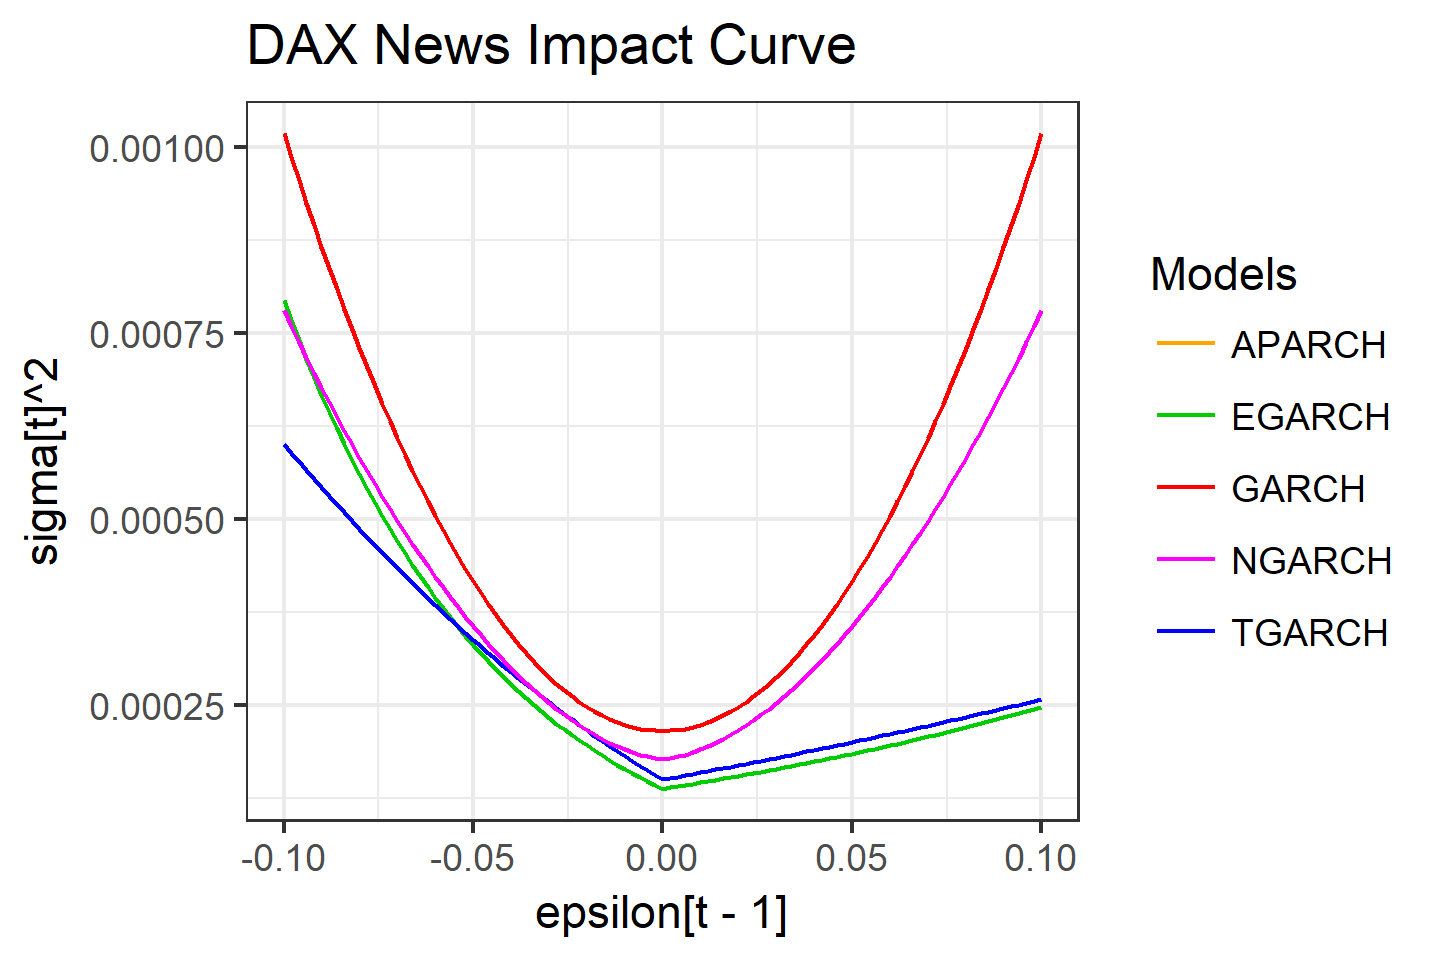 DAX News Impact Curve
0.00100
0.00075
0.00050
0.00025
sigma[t]^2
-0.10 -0.05 0.00 0.05 0.10
epsilon[t - 1]
Models
APARCH
EGARCH
GARCH
NGARCH
TGARCH